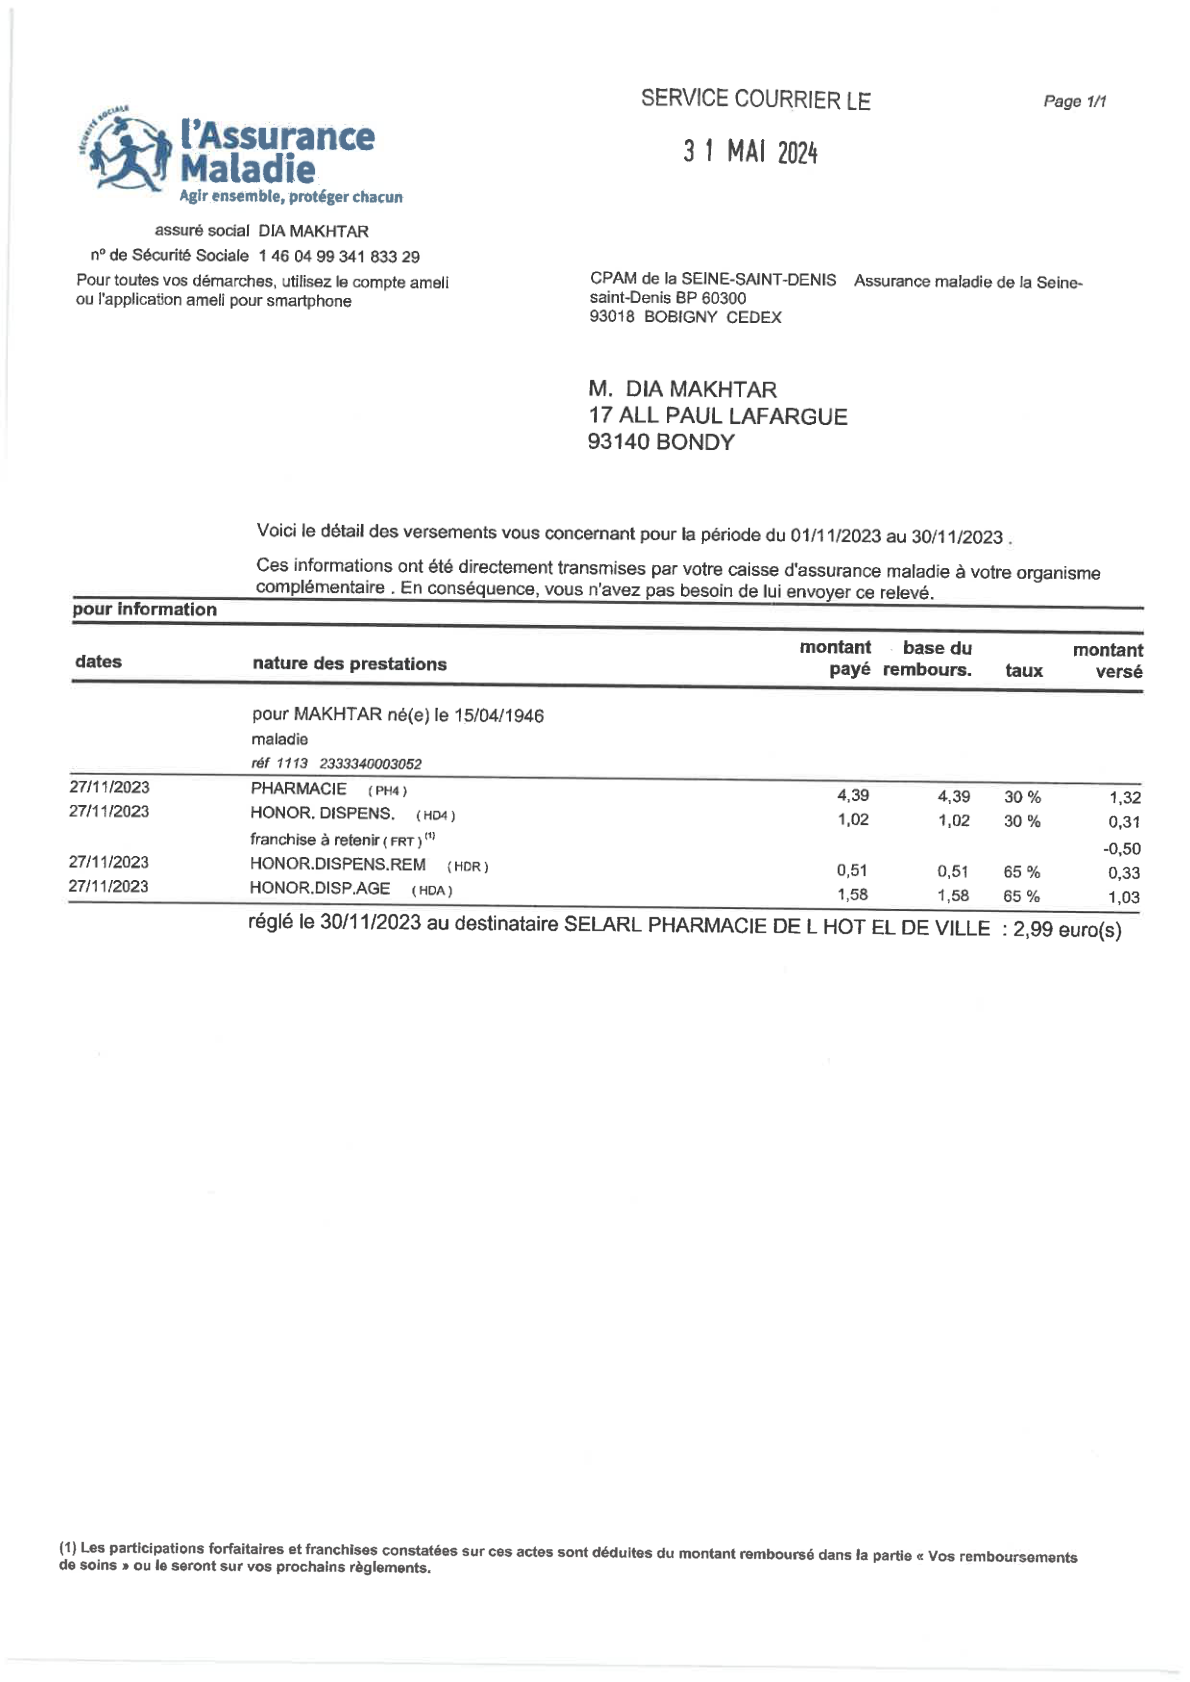 SERVICE COURRIER LE
Page 1/1
31 MAI 2024
SÉCURITÉ SOCIALE
l'Assurance
Maladie
Agir ensemble, protéger chacun
assuré social DIA MAKHTAR
n° de Sécurité Sociale 1 46 04 99 341 833 29
Pour toutes vos démarches, utilisez le compte ameli
ou l'application ameli pour smartphone
CPAM de la SEINE-SAINT-DENIS Assurance maladie de la Seine-
saint-Denis BP 60300
93018 BOBIGNY CEDEX
M. DIA MAKHTAR
17 ALL PAUL LAFARGUE
93140 BONDY
Voici le détail des versements vous concernant pour la période du 01/11/2023 au 30/11/2023 .
Ces informations ont été directement transmises par votre caisse d'assurance maladie à votre organisme
complémentaire . En conséquence, vous n'avez pas besoin de lui envoyer ce relevé.
pour information
dates nature des prestations montant payé base du rembours. taux montant versé
pour MAKHTAR né(e) le 15/04/1946
maladie
réf 1113 2333340003052
27/11/2023 PHARMACIE (PH4) 4,39 4,39 30 % 1,32
27/11/2023 HONOR. DISPENS. (HD4) 1,02 1,02 30 % 0,31
franchise à retenir (FRT) (1) -0,50
27/11/2023 HONOR.DISPENS.REM (HDR) 0,51 0,51 65 % 0,33
27/11/2023 HONOR.DISP.AGE (HDA) 1,58 1,58 65 % 1,03
réglé le 30/11/2023 au destinataire SELARL PHARMACIE DE L HOT EL DE VILLE : 2,99 euro(s)
(1) Les participations forfaitaires et franchises constatées sur ces actes sont déduites du montant remboursé dans la partie « Vos remboursements
de soins » ou le seront sur vos prochains règlements.